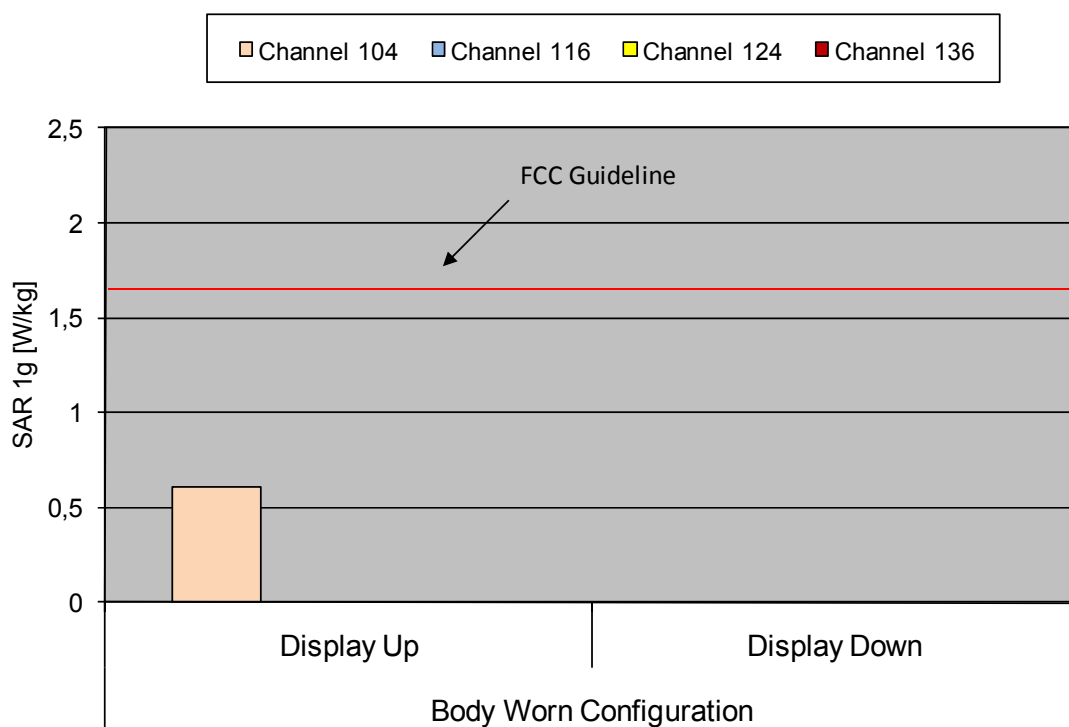 Channel 104 Channel 116 Channel 124 Channel 136
2,5
FCC Guideline
2
1,5
SAR 1g [W/kg]
1
0,5
0
Display Up Display Down
Body Worn Configuration